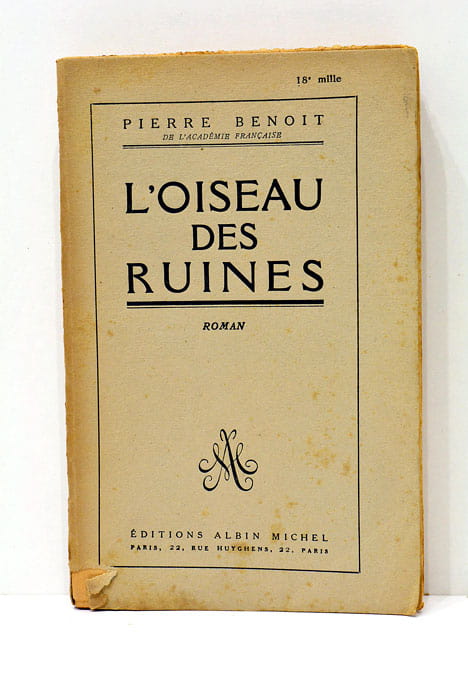 18e mille
PIERRE BENOIT
DE L'ACADÉMIE FRANÇAISE
L'OISEAU
DES
RUINES
ROMAN
AM
ÉDITIONS ALBIN MICHEL
PARIS, 22, RUE HUYGHENS, 22, PARIS